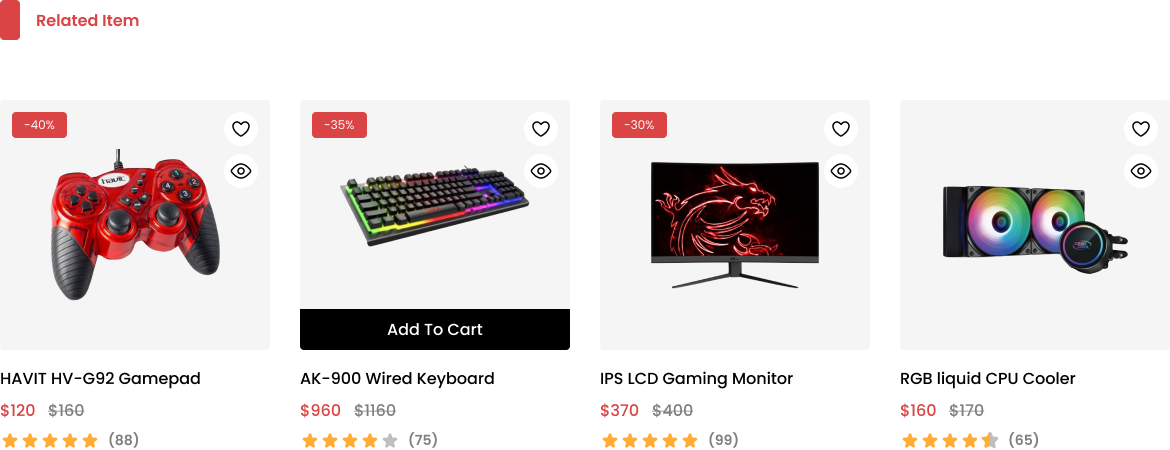 Related Item
-40%
HAVIT
HAVIT HV-G92 Gamepad
$120 $160
(88)
-35%
Add To Cart
AK-900 Wired Keyboard
$960 $1160
(75)
-30%
IPS LCD Gaming Monitor
$370 $400
(99)
RGB liquid CPU Cooler
$160 $170
(65)